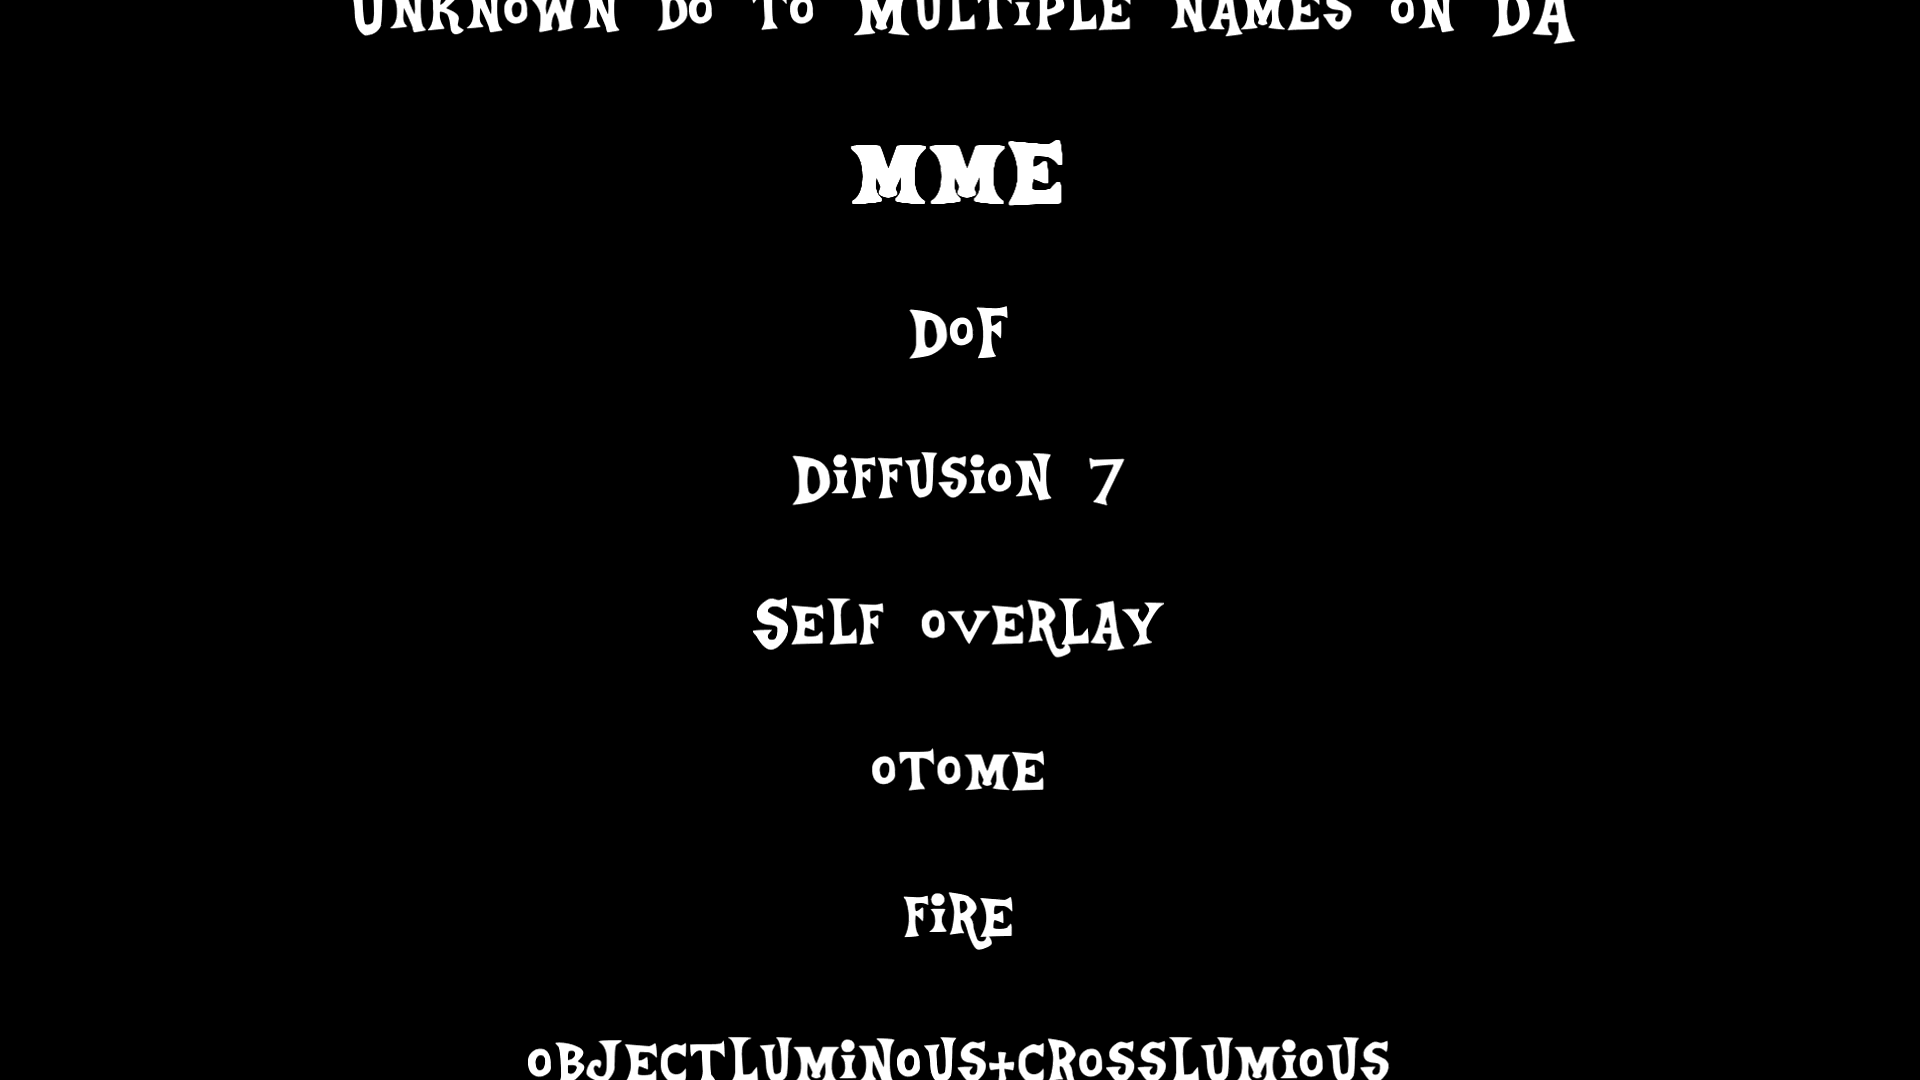 Unknown do to Multiple names on DA
MME
DoF
Diffusion 7
Self overlay
otome
fire
objectluminous+crosslumious